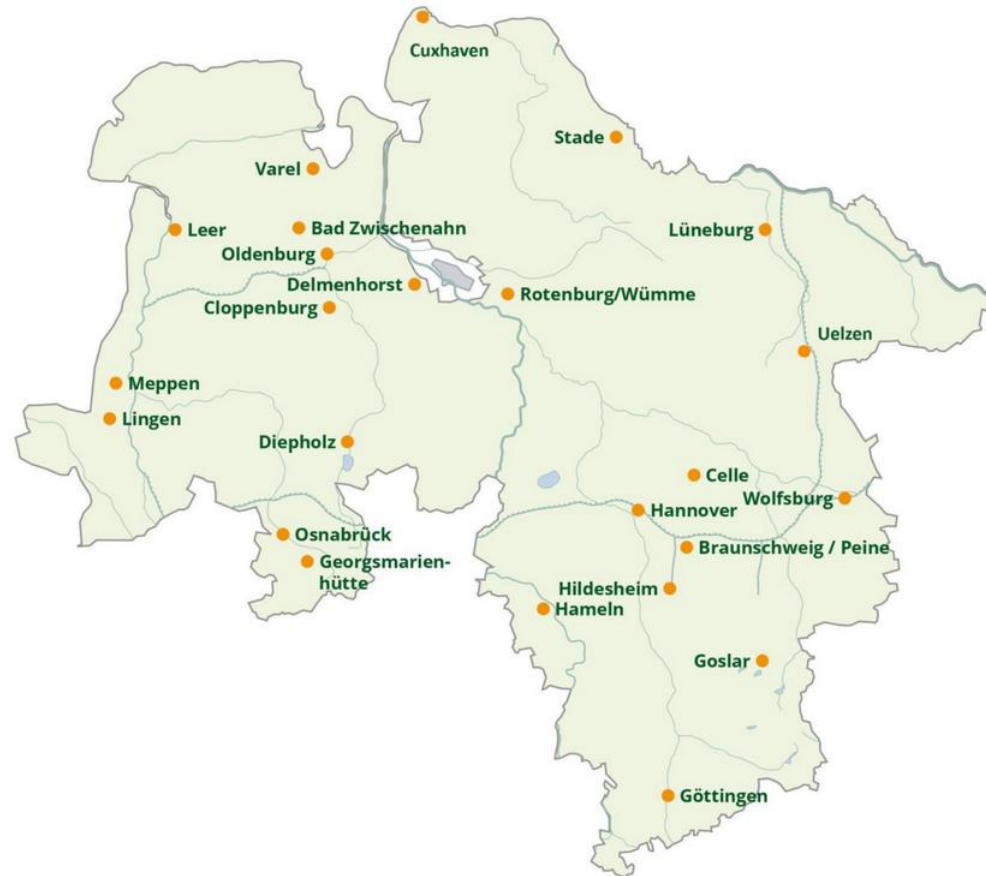 Cuxhaven
Stade
Varel
Leer
Bad Zwischenahn
Lüneburg
Oldenburg
Delmenhorst
Rotenburg/Wümme
Cloppenburg
Uelzen
Meppen
Lingen
Diepholz
Celle
Wolfsburg
Hannover
Osnabrück
Braunschweig / Peine
Georgsmarien-
hütte
Hildesheim
Hameln
Goslar
Göttingen